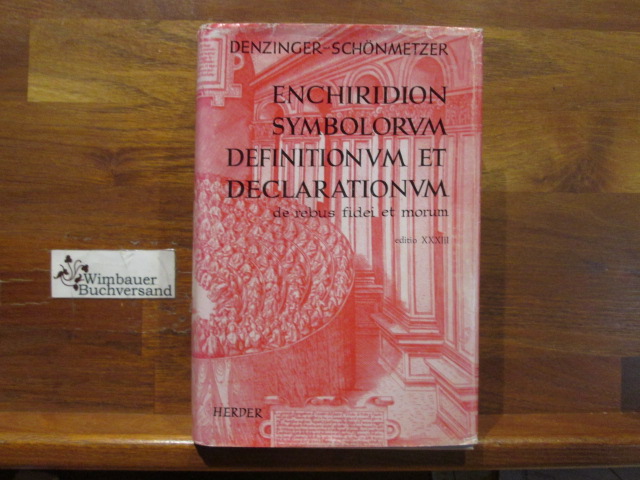 DENZINGER-SCHÖNMETZER
ENCHIRIDION
SYMBOLORVM
DEFINITIONVM ET
DECLARATIONVM
de rebus fidei et morum
editio XXXIII
Wimbauer
Buchversand
HERDER